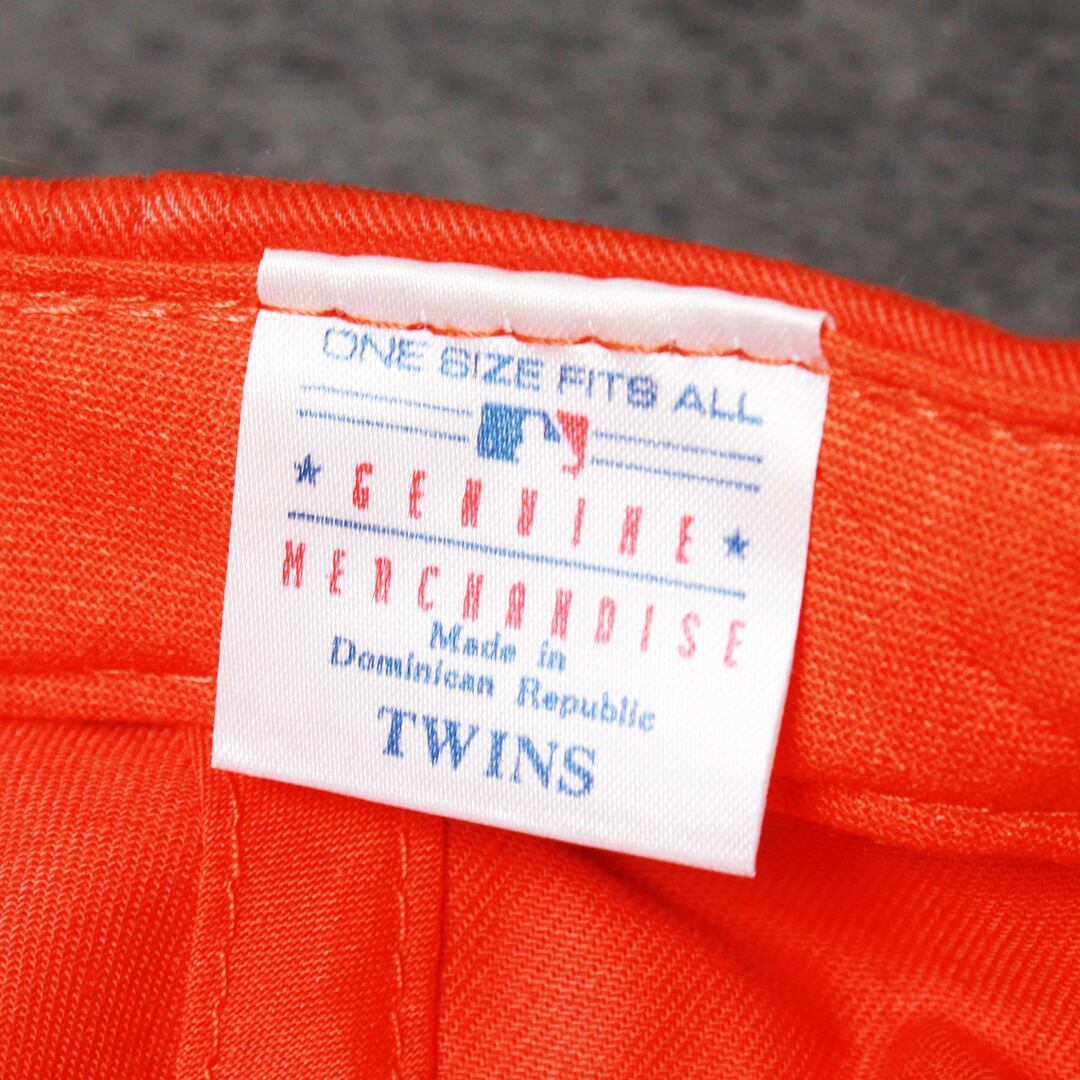 ONE SIZE FITS ALL
GENUINE
MERCHANDISE
Made in
Dominican Republic
TWINS